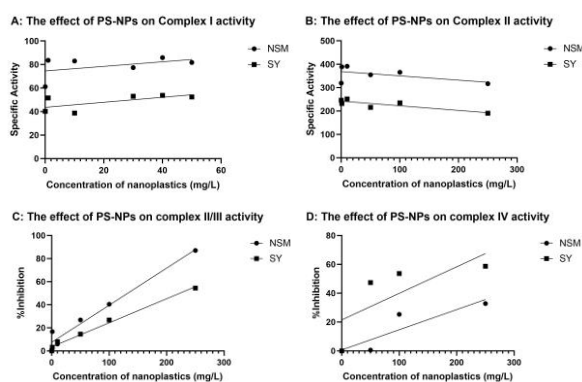 A: The effect of PS-NPs on Complex I activity
100
80
60
40
20
0
Specific Activity
0
20
40
60
Concentration of nanoplastics (mg/L)
NSM
SY
B: The effect of PS-NPs on Complex II activity
500
400
300
200
100
0
Specific Activity
0
100
200
300
Concentration of nanoplastics (mg/L)
NSM
SY
C: The effect of PS-NPs on complex II/III activity
100
80
60
40
20
0
%Inhibition
0
100
200
300
Concentration of nanoplastics (mg/L)
NSM
SY
D: The effect of PS-NPs on complex IV activity
80
60
40
20
0
%Inhibition
0
100
200
300
Concentration of nanoplastics (mg/L)
NSM
SY